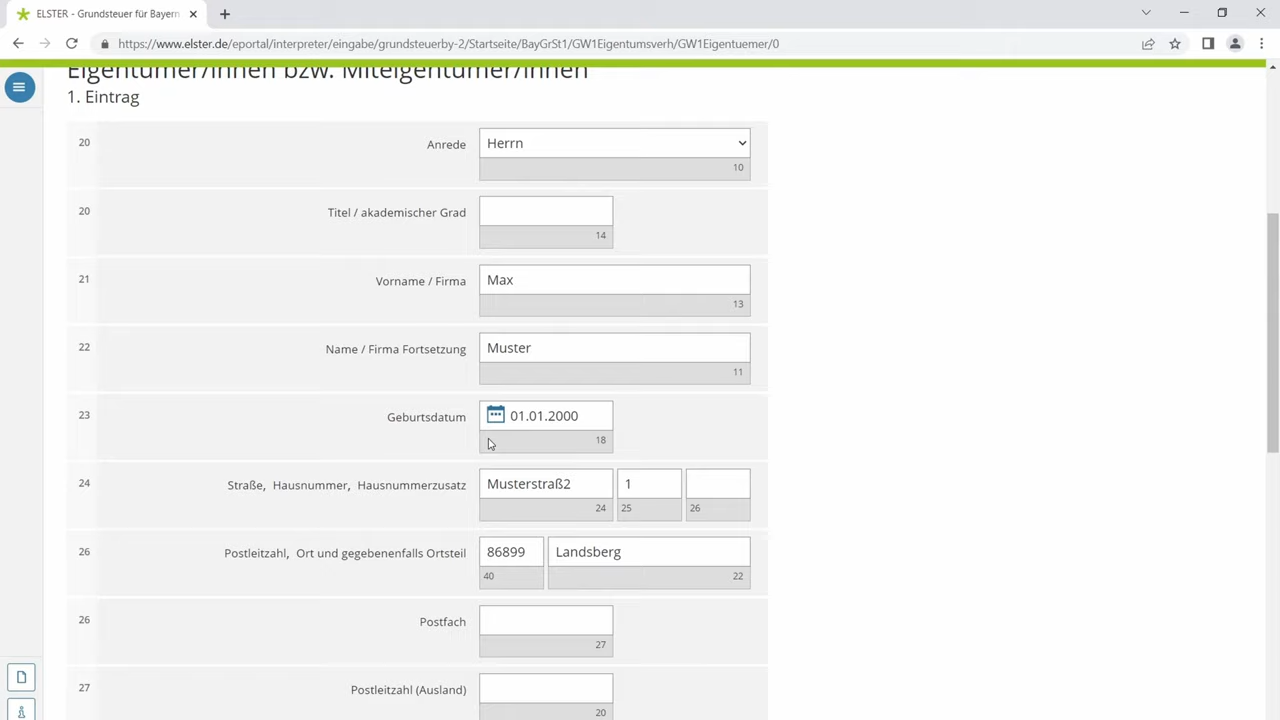 ELSTER - Grundsteuer für Bayern
https://www.elster.de/eportal/interpreter/eingabe/grundsteuerby-2/Startseite/BayGrSt1/GW1Eigentumsverh/GW1Eigentuemer/0
Eigentümer/innen bzw. Miteigentümer/innen
1. Eintrag
20 Anrede Herrn
10
20 Titel / akademischer Grad
14
21 Vorname / Firma Max
13
22 Name / Firma Fortsetzung Muster
11
23 Geburtsdatum 01.01.2000
18
24 Straße, Hausnummer, Hausnummerzusatz Musterstraß2 1
24 25 26
26 Postleitzahl, Ort und gegebenenfalls Ortsteil 86899 Landsberg
40 22
26 Postfach
27
27 Postleitzahl (Ausland)
20